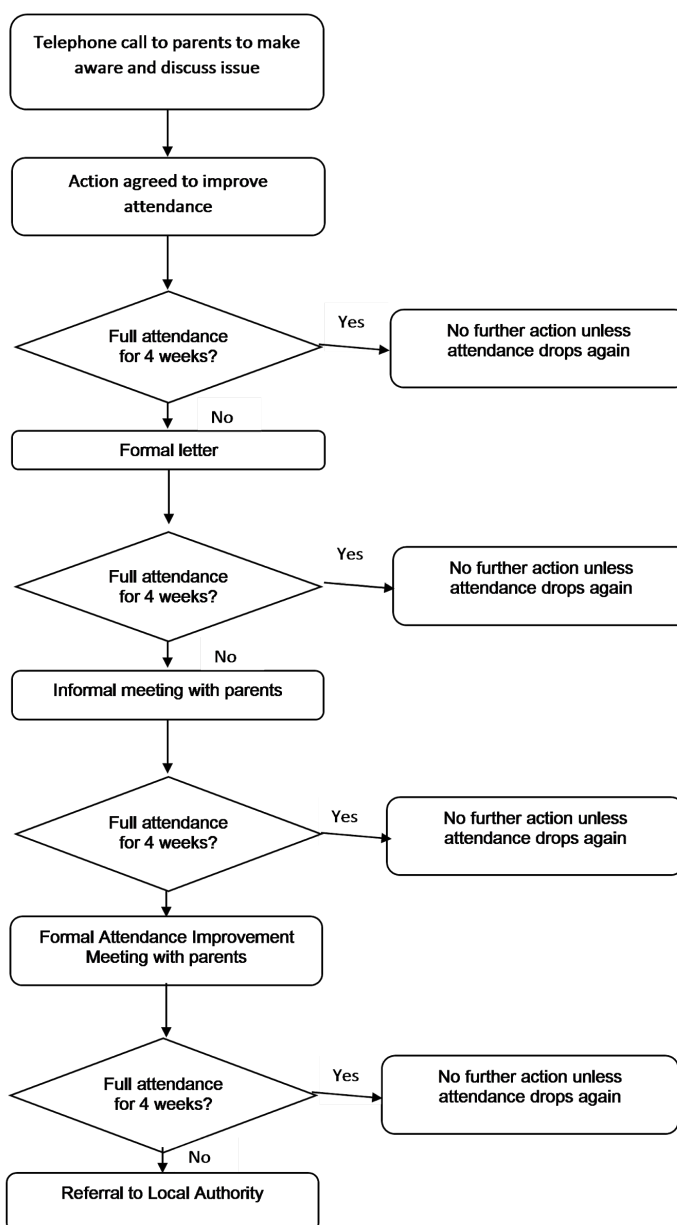 Telephone call to parents to make
aware and discuss issue
Action agreed to improve
attendance
Full attendance
for 4 weeks?
Yes
No further action unless
attendance drops again
No
Formal letter
Full attendance
for 4 weeks?
Yes
No further action unless
attendance drops again
No
Informal meeting with parents
Full attendance
for 4 weeks?
Yes
No further action unless
attendance drops again
Formal Attendance Improvement
Meeting with parents
Full attendance
for 4 weeks?
Yes
No further action unless
attendance drops again
No
Referral to Local Authority